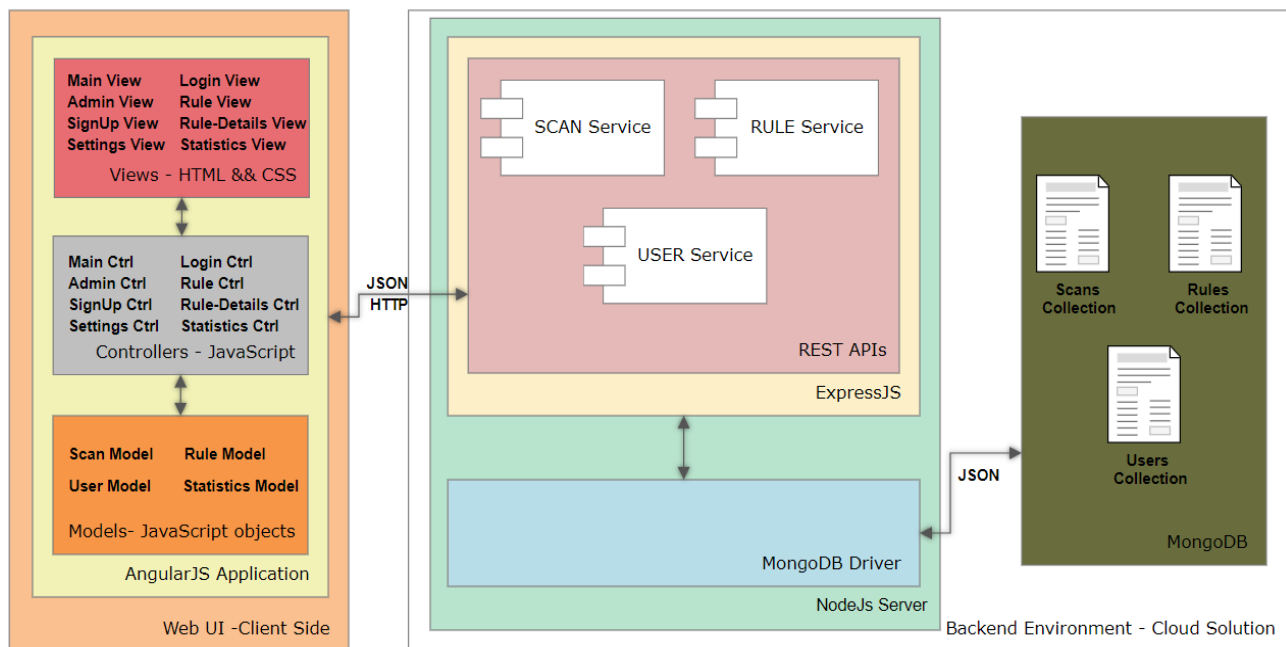 Main View
Login View
Admin View
Rule View
SignUp View
Rule-Details View
Settings View
Statistics View
Views - HTML && CSS
Main Ctrl
Login Ctrl
Admin Ctrl
Rule Ctrl
SignUp Ctrl
Rule-Details Ctrl
Settings Ctrl
Statistics Ctrl
Controllers - JavaScript
Scan Model
Rule Model
User Model
Statistics Model
Models- JavaScript objects
AngularJS Application
Web UI -Client Side
JSON
HTTP
SCAN Service
RULE Service
USER Service
REST APIs
ExpressJS
MongoDB Driver
NodeJs Server
JSON
Scans
Collection
Rules
Collection
Users
Collection
MongoDB
Backend Environment - Cloud Solution